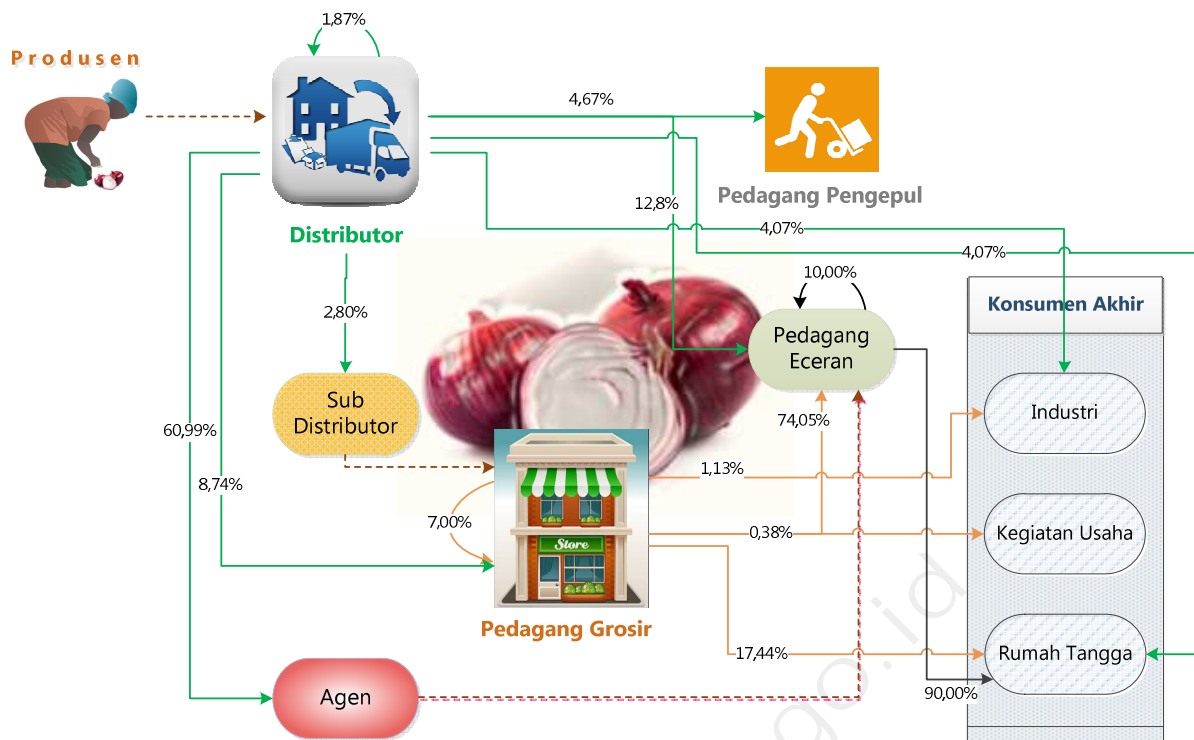 1,87%
Produsen
4,67%
Pedagang Pengepul
12,8%
Distributor
4,07%
4,07%
10,00%
Konsumen Akhir
2,80%
Pedagang
Eceran
Sub
Distributor
Industri
74,05%
60,99%
1,13%
8,74%
7,00%
0,38%
Kegiatan Usaha
Store
Pedagang Grosir
17,44%
Rumah Tangga
Agen
90,00%
go.id